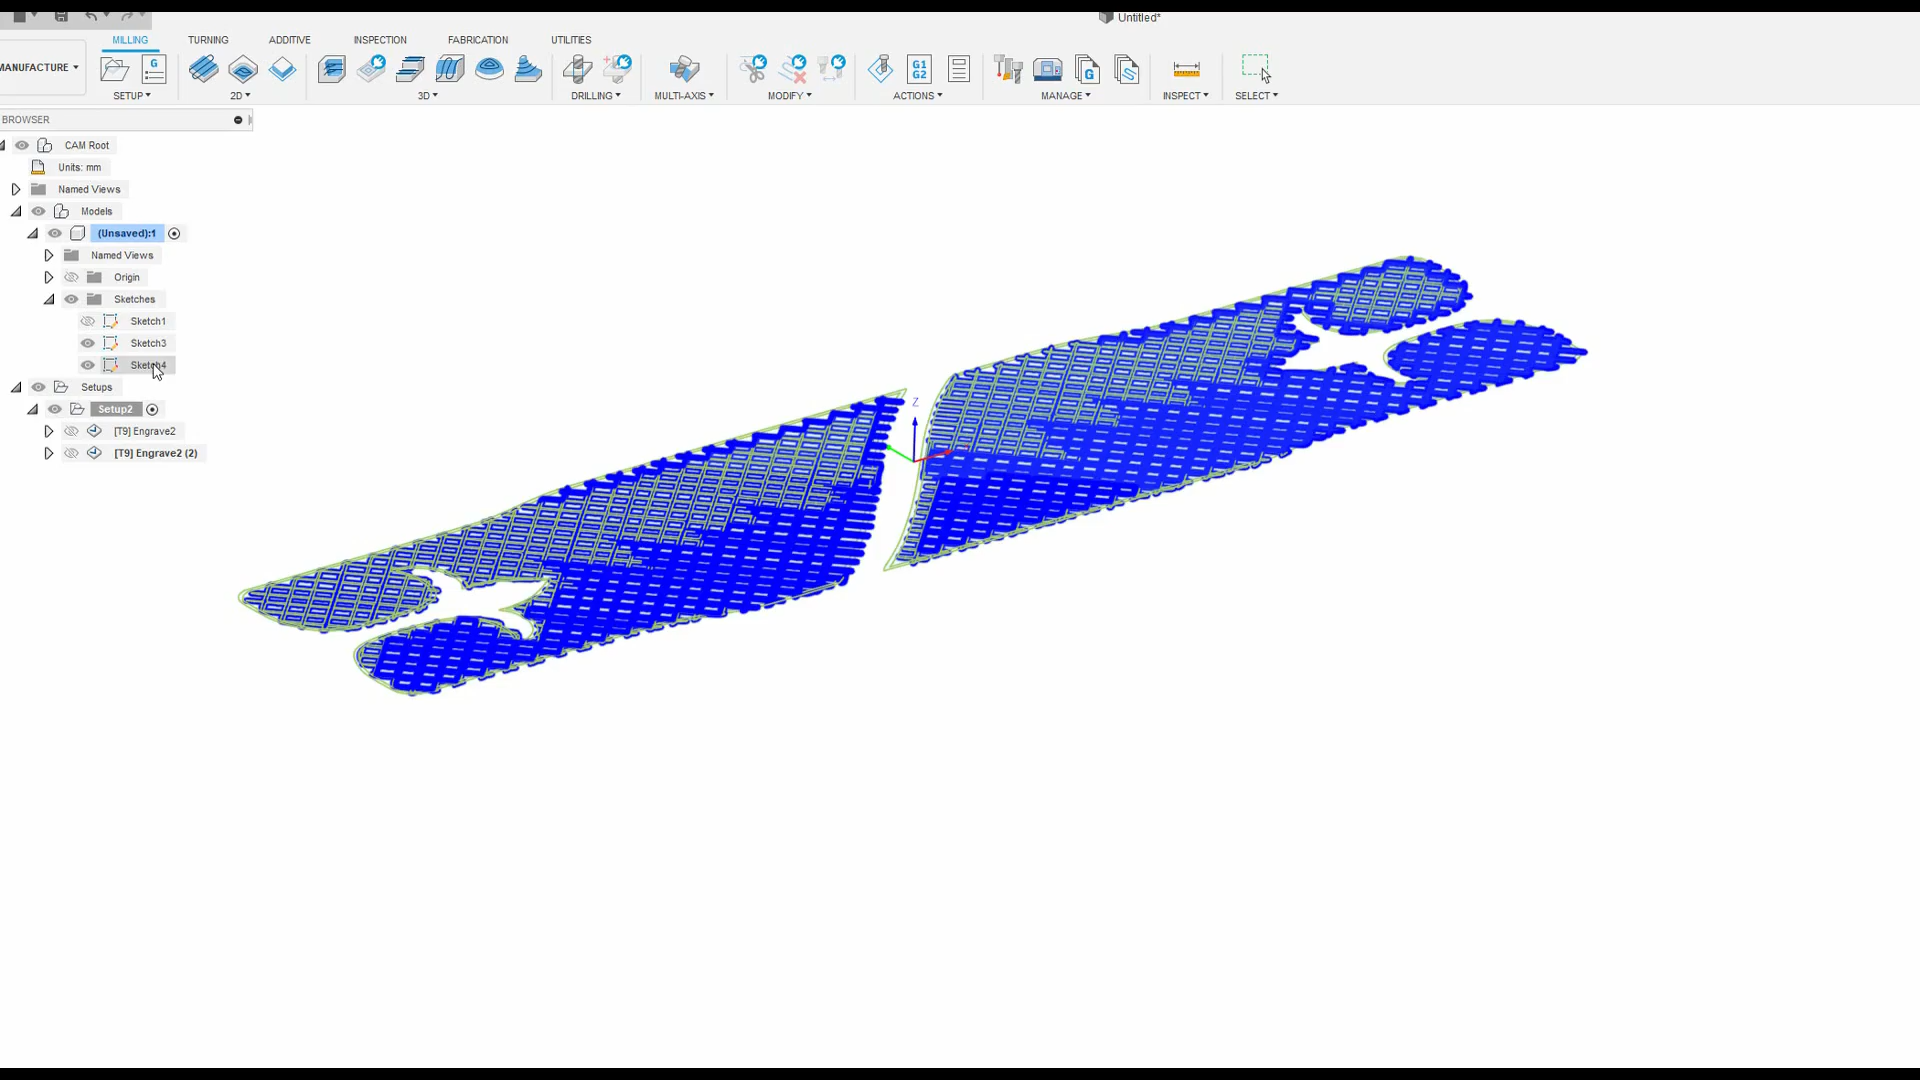 Untitled*
MILLING TURNING ADDITIVE INSPECTION FABRICATION UTILITIES
MANUFACTURE
G G1 G2 G
SETUP 2D 3D DRILLING MULTI-AXIS MODIFY ACTIONS MANAGE INSPECT SELECT
BROWSER
CAM Root
Units: mm
Named Views
Models
(Unsaved):1
Named Views
Origin
Sketches
Sketch1
Sketch3
Sketch4
Setups
Setup2
[T9] Engrave2
[T9] Engrave2 (2)
Z